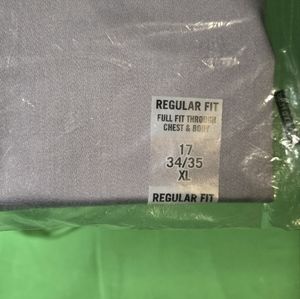 REGULAR FIT
FULL FIT THROUGH
CHEST & BODY
17
34/35
XL
REGULAR FIT